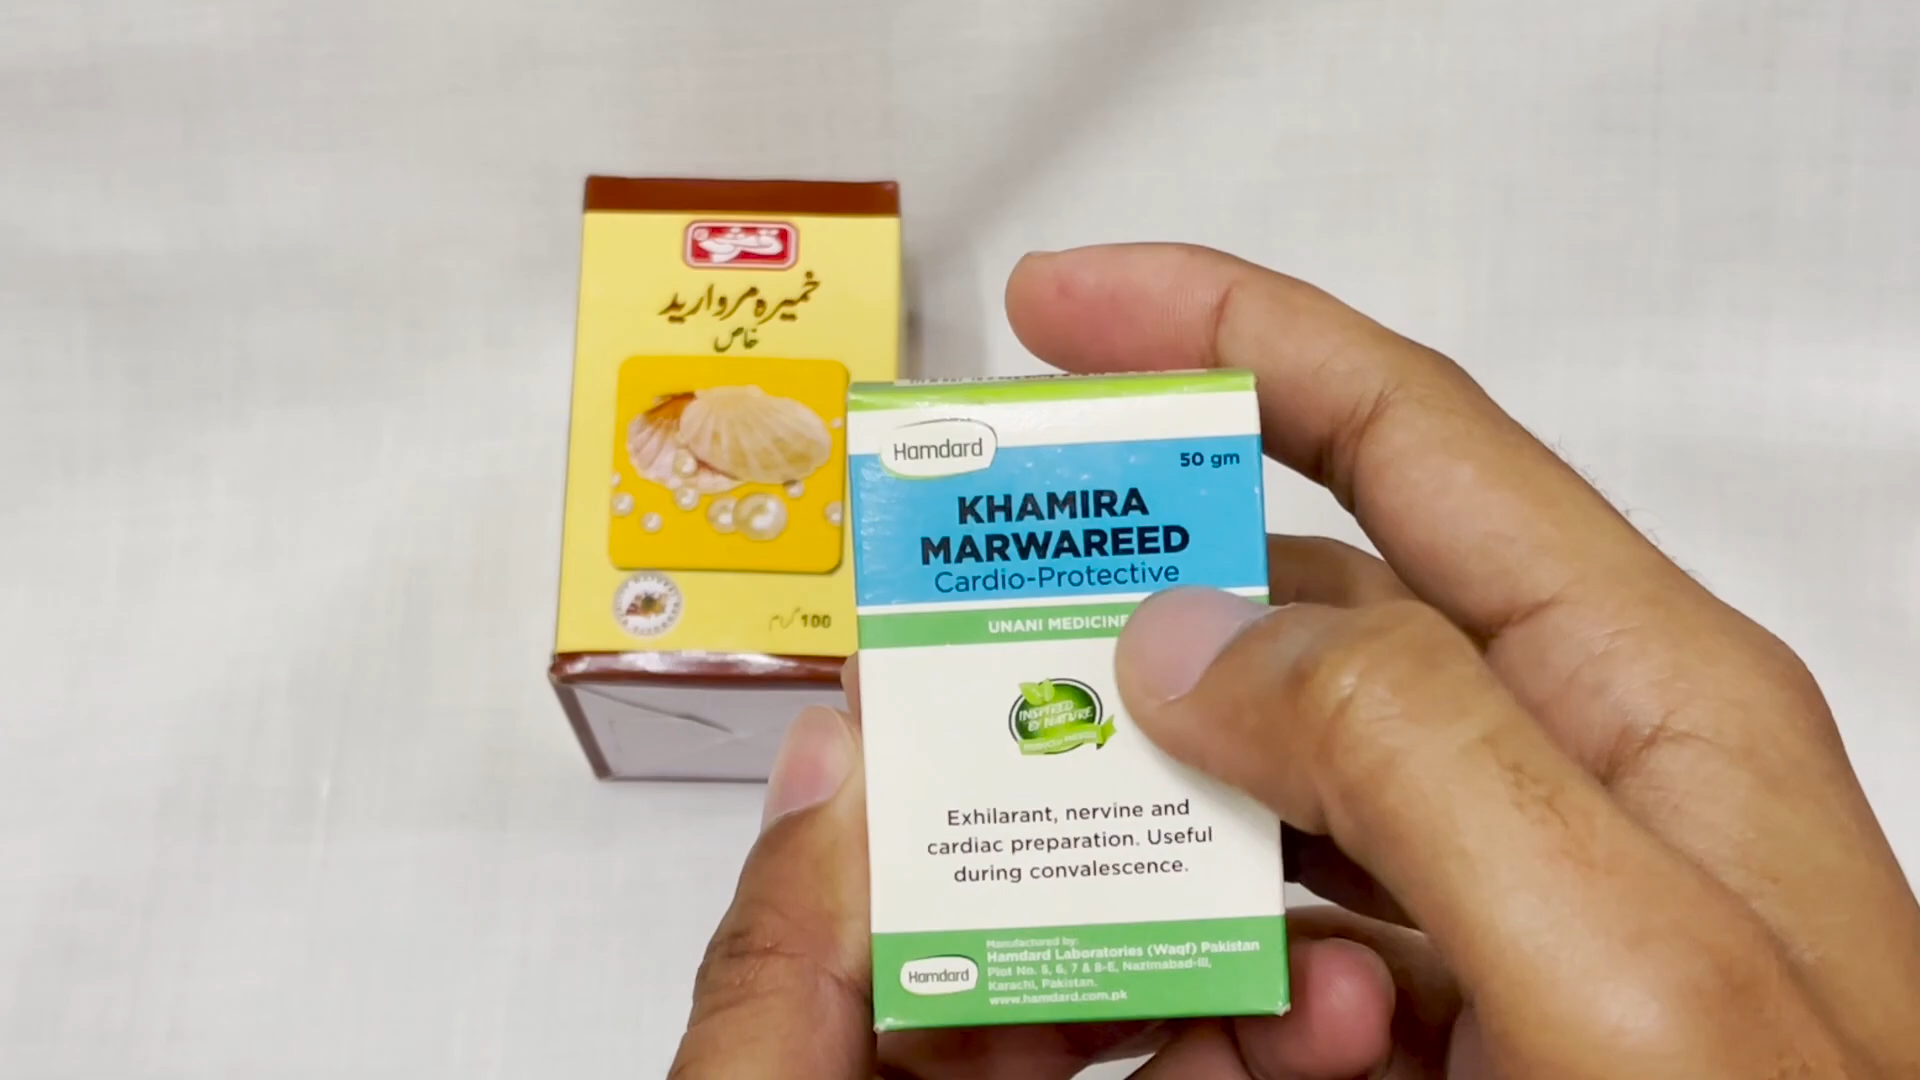 قرشی
خمیرہ مروارید
خاص
100 گرام
Hamdard
50 gm
KHAMIRA
MARWAREED
Cardio-Protective
UNANI MEDICINE
INSPIRED
BY NATURE
Exhilarant, nervine and
cardiac preparation. Useful
during convalescence.
Hamdard
Manufactured by:
Hamdard Laboratories (Waqf) Pakistan
Plot No. 5, 6, 7 & 8-E, Nazimabad-III,
Karachi, Pakistan.
www.hamdard.com.pk